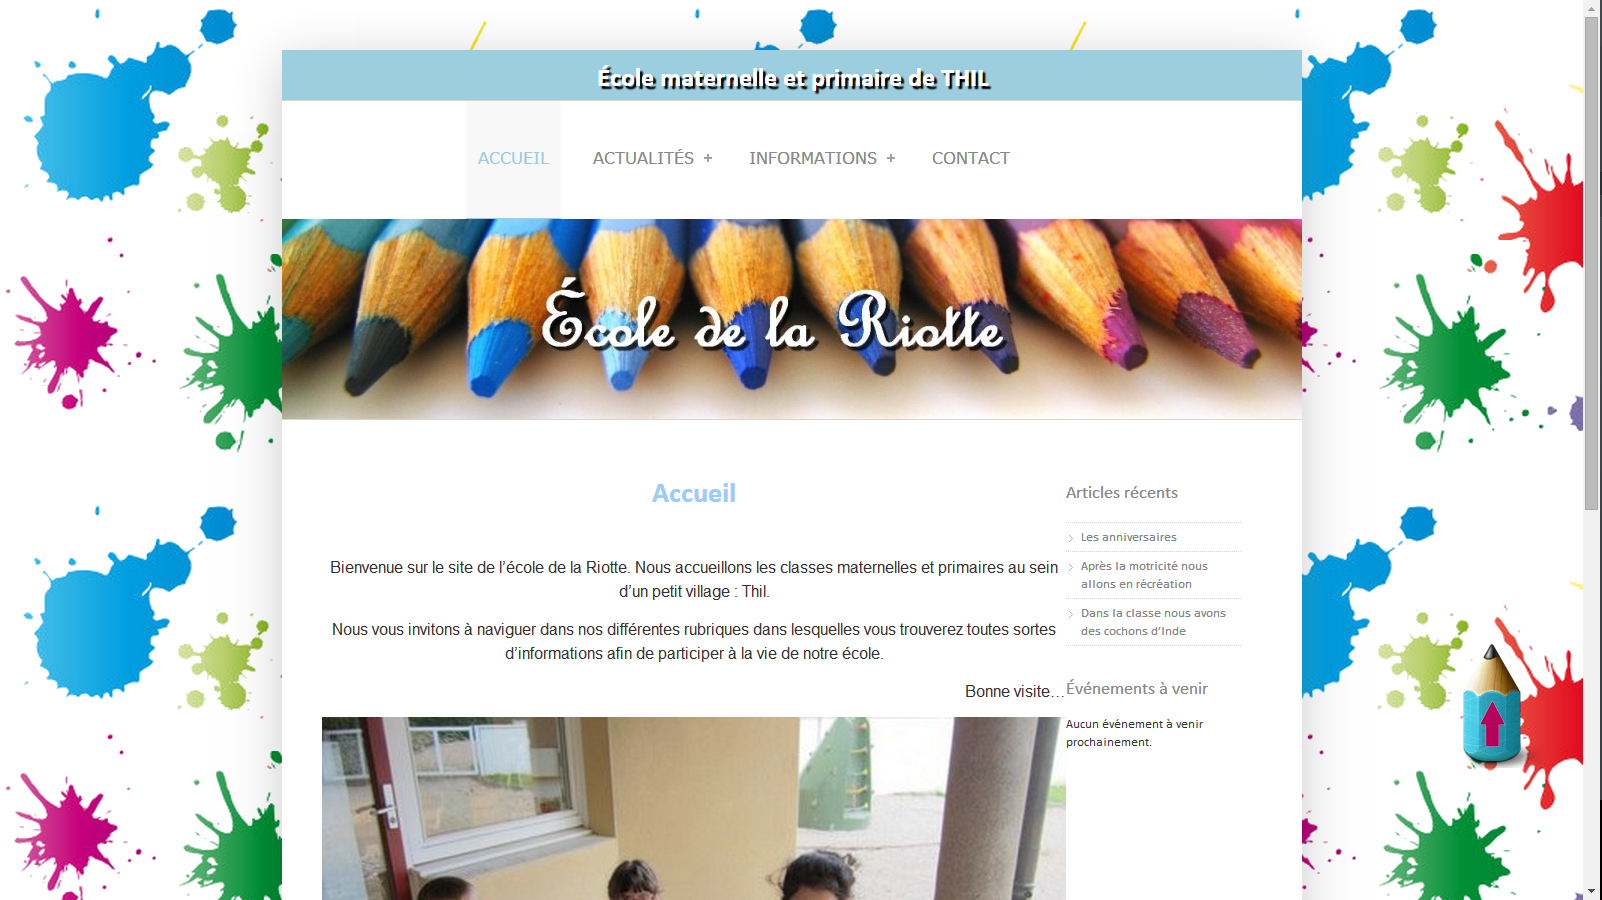 École maternelle et primaire de THIL
ACCUEIL
ACTUALITÉS +
INFORMATIONS +
CONTACT
École de la Riotte
Accueil
Bienvenue sur le site de l’école de la Riotte. Nous accueillons les classes maternelles et primaires au sein
d’un petit village : Thil.
Nous vous invitons à naviguer dans nos différentes rubriques dans lesquelles vous trouverez toutes sortes
d’informations afin de participer à la vie de notre école.
Bonne visite…
Articles récents
Les anniversaires
Après la motricité nous
allons en récréation
Dans la classe nous avons
des cochons d’Inde
Événements à venir
Aucun événement à venir
prochainement.